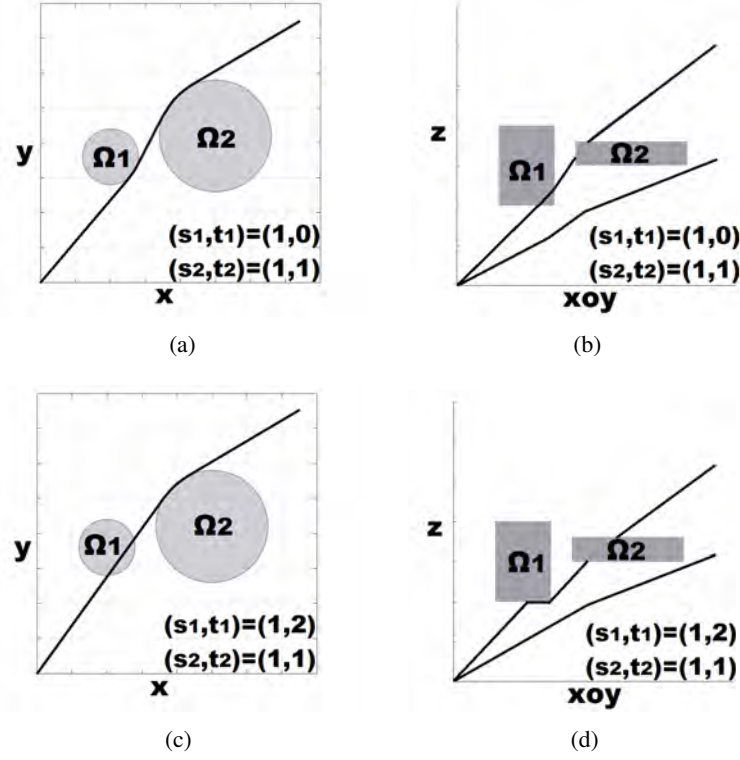 y
Ω1
Ω2
(s1,t1)=(1,0)
(s2,t2)=(1,1)
x
(a)
z
Ω1
Ω2
(s1,t1)=(1,0)
(s2,t2)=(1,1)
xoy
(b)
y
Ω1
Ω2
(s1,t1)=(1,2)
(s2,t2)=(1,1)
x
(c)
z
Ω1
Ω2
(s1,t1)=(1,2)
(s2,t2)=(1,1)
xoy
(d)